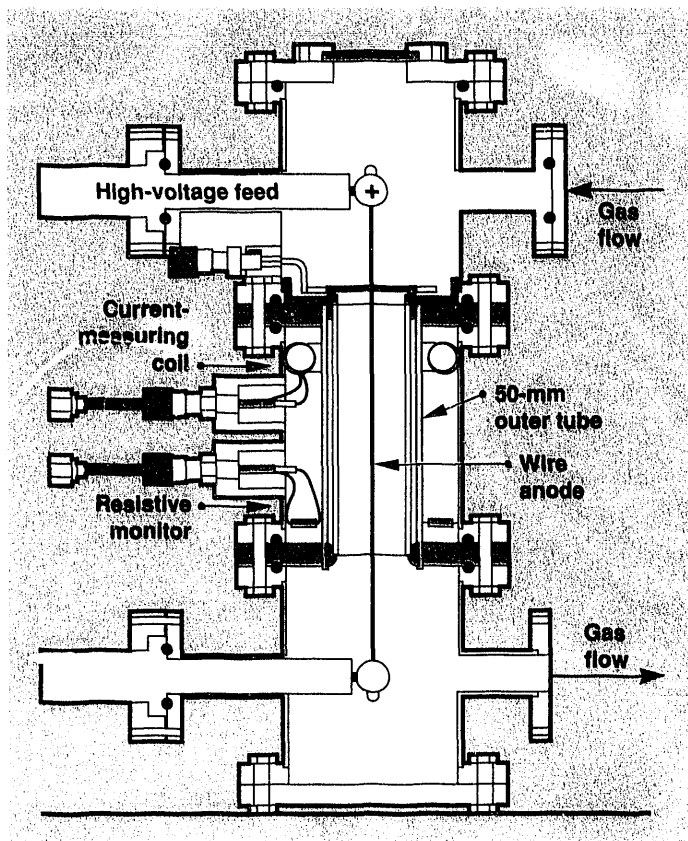 High-voltage feed
+
Gas
flow
Current-
measuring
coil
50-mm
outer tube
Wire
anode
Resistive
monitor
Gas
flow